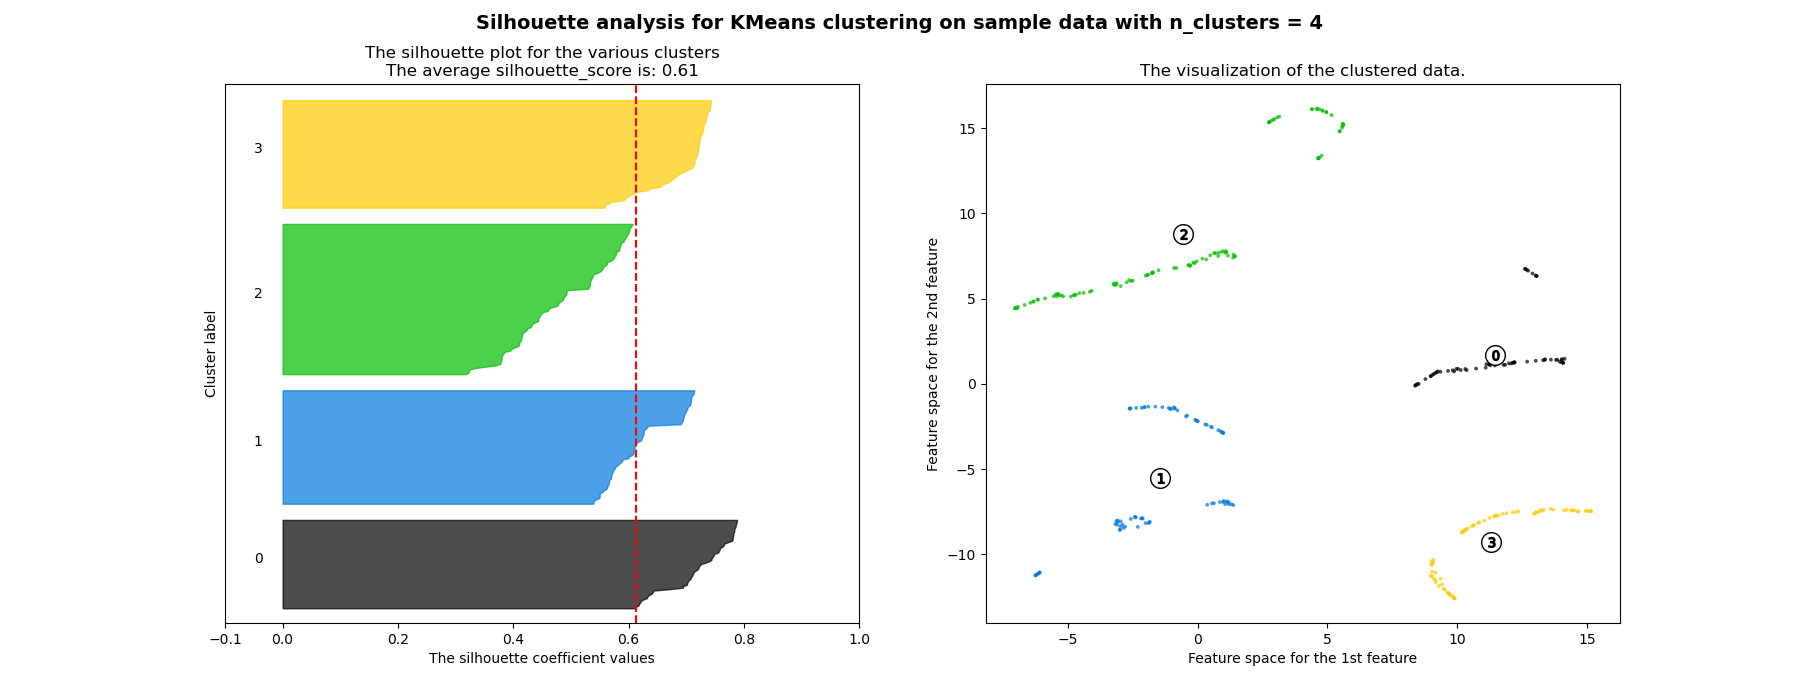 Silhouette analysis for KMeans clustering on sample data with n_clusters = 4
The silhouette plot for the various clusters
The average silhouette_score is: 0.61
3
2
1
0
Cluster label
−0.1 0.0 0.2 0.4 0.6 0.8 1.0
The silhouette coefficient values
The visualization of the clustered data.
15
10
5
0
−5
−10
Feature space for the 2nd feature
2
0
1
3
−5 0 5 10 15
Feature space for the 1st feature